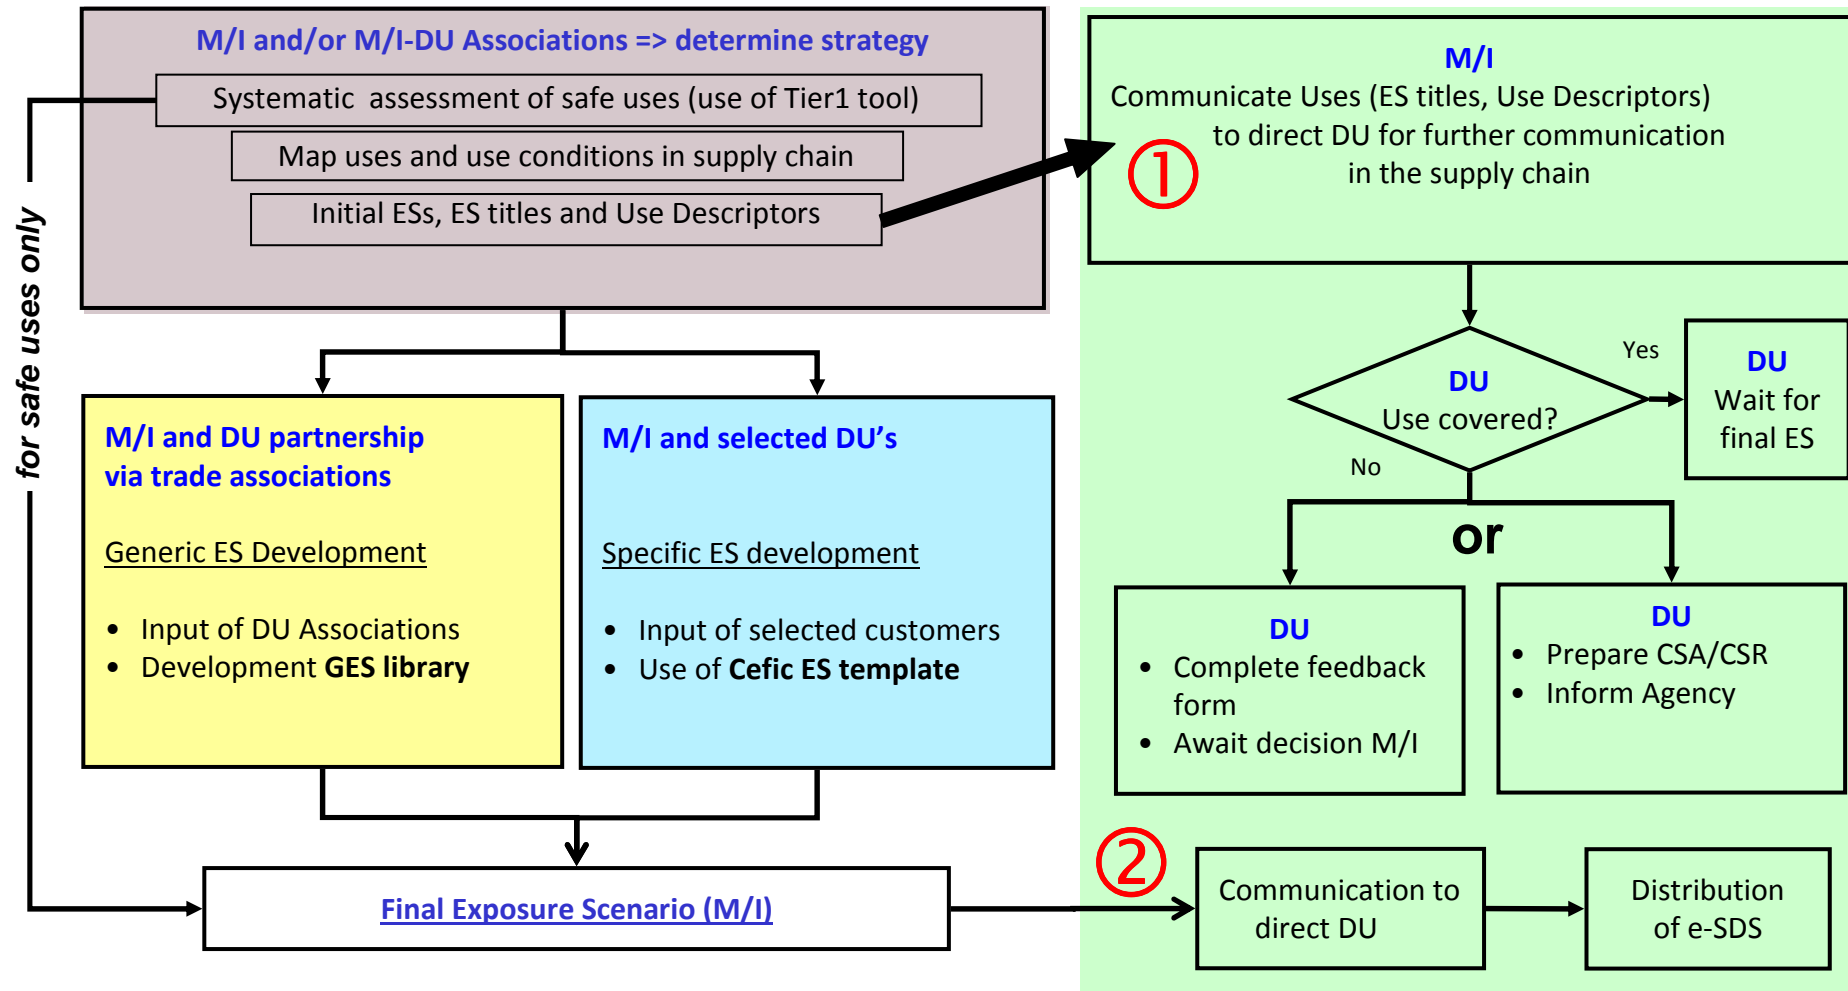 M/I and/or M/I-DU Associations => determine strategy
Systematic assessment of safe uses (use of Tier1 tool)
Map uses and use conditions in supply chain
Initial ESs, ES titles and Use Descriptors
for safe uses only
M/I
Communicate Uses (ES titles, Use Descriptors)
to direct DU for further communication
in the supply chain
①
DU
Use covered?
Yes
No
DU
Wait for
final ES
or
M/I and DU partnership
via trade associations
Generic ES Development
• Input of DU Associations
• Development GES library
M/I and selected DU's
Specific ES development
• Input of selected customers
• Use of Cefic ES template
DU
• Complete feedback
form
• Await decision M/I
DU
• Prepare CSA/CSR
• Inform Agency
Final Exposure Scenario (M/I)
②
Communication to
direct DU
Distribution
of e-SDS